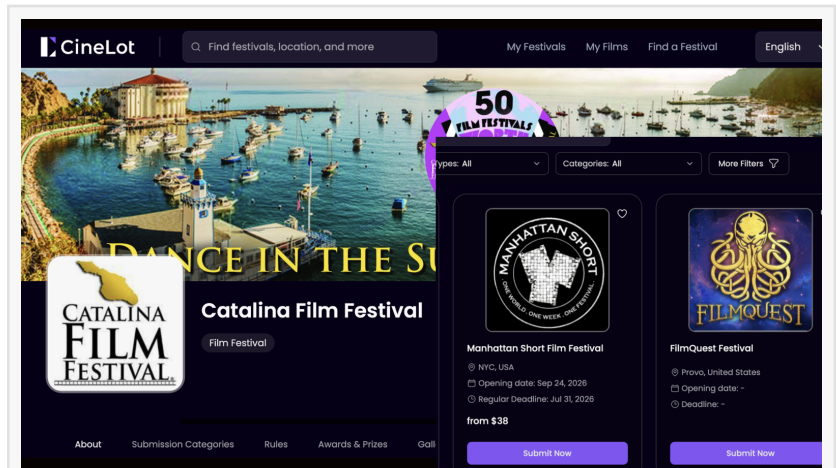 CineLot
Find festivals, location, and more
My Festivals
My Films
Find a Festival
English
50
FILM FESTIVALS
DANCE IN THE SU
CATALINA
FILM
FESTIVAL
Catalina Film Festival
Film Festival
About
Submission Categories
Rules
Awards & Prizes
Gall
Types: All
Categories: All
More Filters
MANHATTAN SHORT
ONE WORLD. ONE WEEK. ONE FESTIVAL.
Manhattan Short Film Festival
NYC, USA
Opening date: Sep 24, 2026
Regular Deadline: Jul 31, 2026
from $38
Submit Now
FILMQUEST
FilmQuest Festival
Provo, United States
Opening date: -
Deadline: -
Submit Now